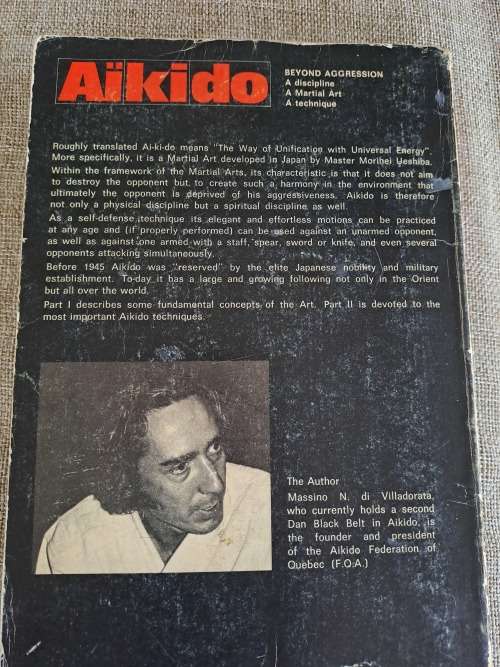 Aïkido
BEYOND AGGRESSION
A discipline
A Martial Art
A technique
Roughly translated Ai-ki-do means "The Way of Unification with Universal Energy".
More specifically, it is a Martial Art developed in Japan by Master Morihei Ueshiba.
Within the framework of the Martial Arts, its characteristic is that it does not aim
to destroy the opponent but to create such a harmony in the environment that
ultimately the opponent is deprived of his aggressiveness. Aikido is therefore
not only a physical discipline but a spiritual discipline as well.
As a self-defense technique its elegant and effortless motions can be practiced
at any age and (if properly performed) can be used against an unarmed opponent,
as well as against one armed with a staff, spear, sword or knife, and even several
opponents attacking simultaneously.
Before 1945 Aikido was "reserved" by the elite Japanese nobility and military
establishment. To-day it has a large and growing following not only in the Orient
but all over the world.
Part I describes some fundamental concepts of the Art. Part II is devoted to the
most important Aikido techniques.
The Author
Massino N. di Villadorata,
who currently holds a second
Dan Black Belt in Aikido, is
the founder and president
of the Aikido Federation of
Quebec (F.Q.A.)